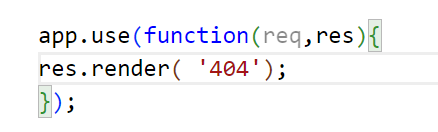 app.use(function(req,res){
res.render( '404');
});